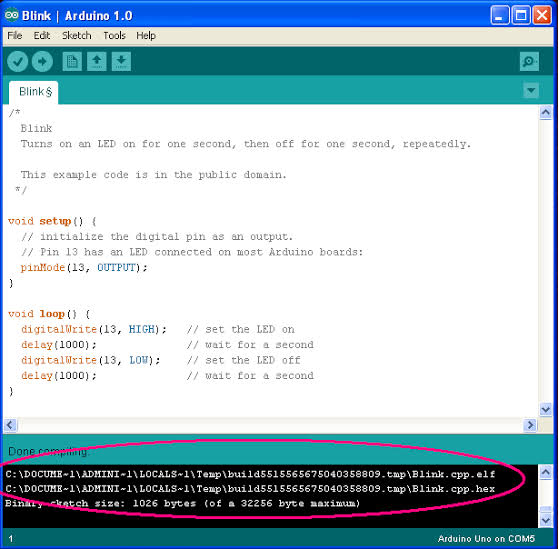 Blink | Arduino 1.0
File Edit Sketch Tools Help
Blink§
/*
  Blink
  Turns on an LED on for one second, then off for one second, repeatedly.

  This example code is in the public domain.
 */

void setup() {
  // initialize the digital pin as an output.
  // Pin 13 has an LED connected on most Arduino boards:
  pinMode(13, OUTPUT);
}

void loop() {
  digitalWrite(13, HIGH);   // set the LED on
  delay(1000);              // wait for a second
  digitalWrite(13, LOW);    // set the LED off
  delay(1000);              // wait for a second
}
Done compiling.
C:\DOCUME~1\ADMINI~1\LOCALS~1\Temp\build5515565675040358809.tmp\Blink.cpp.elf
C:\DOCUME~1\ADMINI~1\LOCALS~1\Temp\build5515565675040358809.tmp\Blink.cpp.hex
Binary sketch size: 1026 bytes (of a 32256 byte maximum)
1 Arduino Uno on COM5